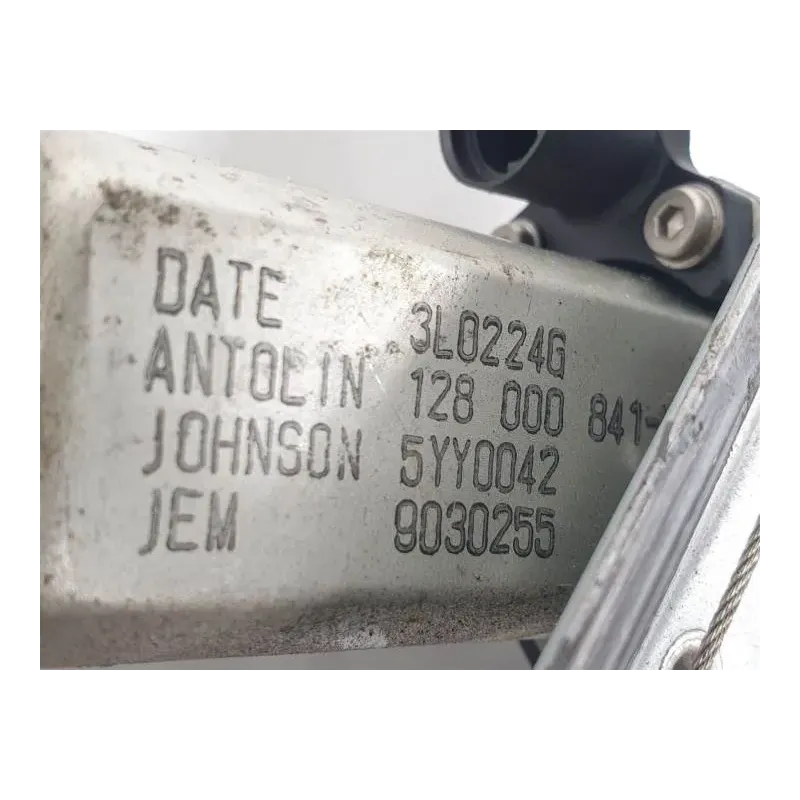 DATE 3L0224G
ANTOLIN 128 000 841-
JOHNSON 5YY0042
JEM 9030255